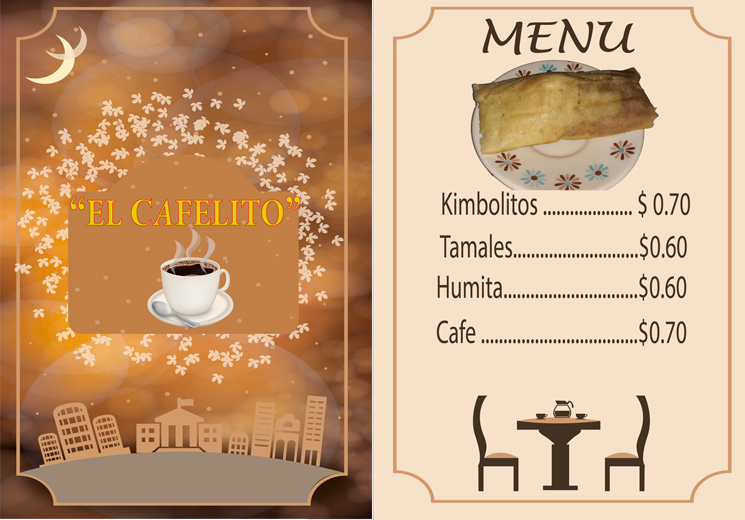 “EL CAFELITO”
MENU
Kimbolitos .................... $ 0.70
Tamales............................$0.60
Humita..............................$0.60
Cafe ...................................$0.70